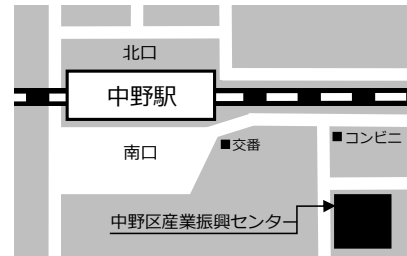 北口
中野駅
南口
■交番
■コンビニ
中野区産業振興センター